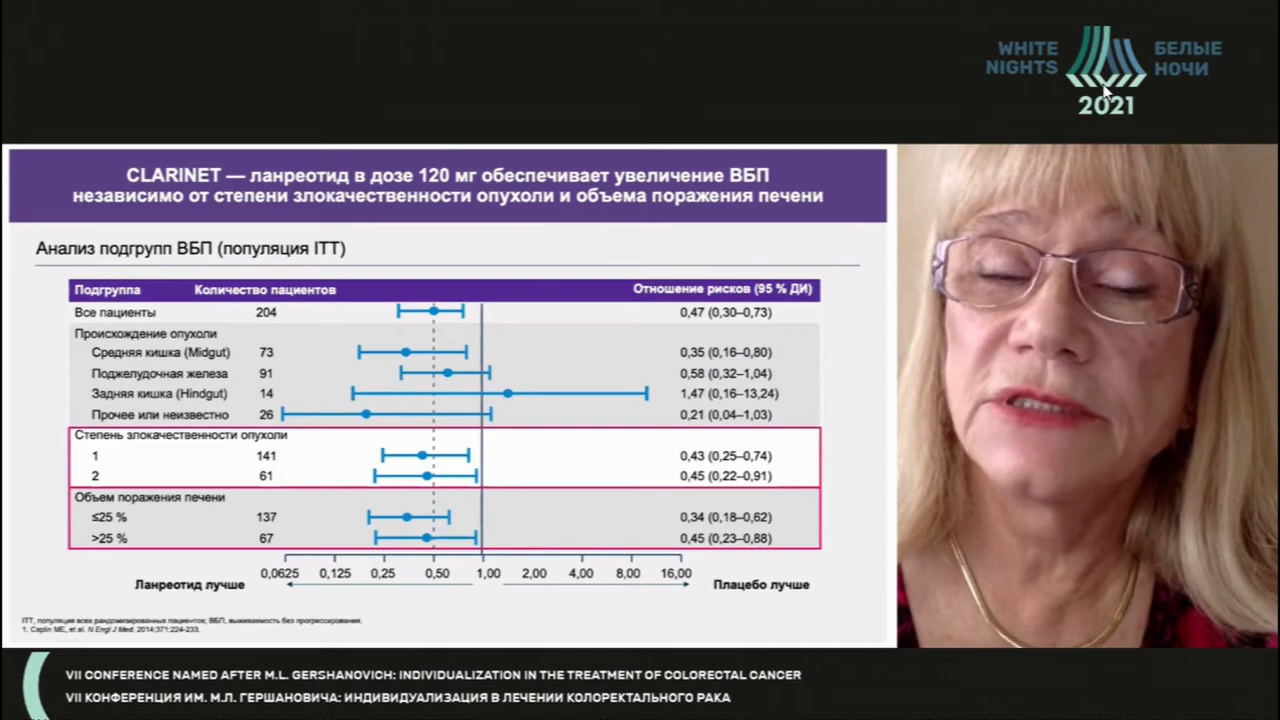 WHITE NIGHTS
БЕЛЫЕ НОЧИ
2021
CLARINET — ланреотид в дозе 120 мг обеспечивает увеличение ВБП
независимо от степени злокачественности опухоли и объема поражения печени
Анализ подгрупп ВБП (популяция ITT)
Подгруппа Количество пациентов Отношение рисков (95 % ДИ)
Все пациенты 204 0,47 (0,30–0,73)
Происхождение опухоли
Средняя кишка (Midgut) 73 0,35 (0,16–0,80)
Поджелудочная железа 91 0,58 (0,32–1,04)
Задняя кишка (Hindgut) 14 1,47 (0,16–13,24)
Прочее или неизвестно 26 0,21 (0,04–1,03)
Степень злокачественности опухоли
1 141 0,43 (0,25–0,74)
2 61 0,45 (0,22–0,91)
Объем поражения печени
≤25 % 137 0,34 (0,18–0,62)
>25 % 67 0,45 (0,23–0,88)
0,0625 0,125 0,25 0,50 1,00 2,00 4,00 8,00 16,00
Ланреотид лучше Плацебо лучше
ITT, популяция всех рандомизированных пациентов; ВБП, выживаемость без прогрессирования.
1. Caplin ME, et al. N Engl J Med. 2014;371:224-233.
VII CONFERENCE NAMED AFTER M.L. GERSHANOVICH: INDIVIDUALIZATION IN THE TREATMENT OF COLORECTAL CANCER
VII КОНФЕРЕНЦИЯ ИМ. М.Л. ГЕРШАНОВИЧА: ИНДИВИДУАЛИЗАЦИЯ В ЛЕЧЕНИИ КОЛОРЕКТАЛЬНОГО РАКА